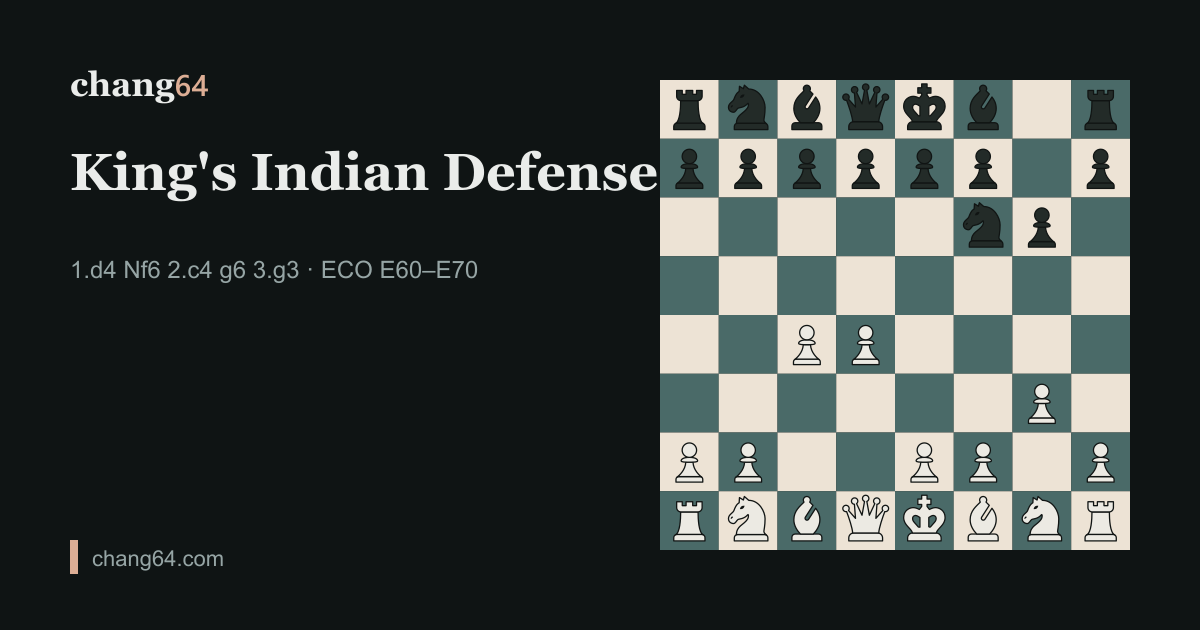 chang64
King's Indian Defense
1.d4 Nf6 2.c4 g6 3.g3 · ECO E60–E70
chang64.com